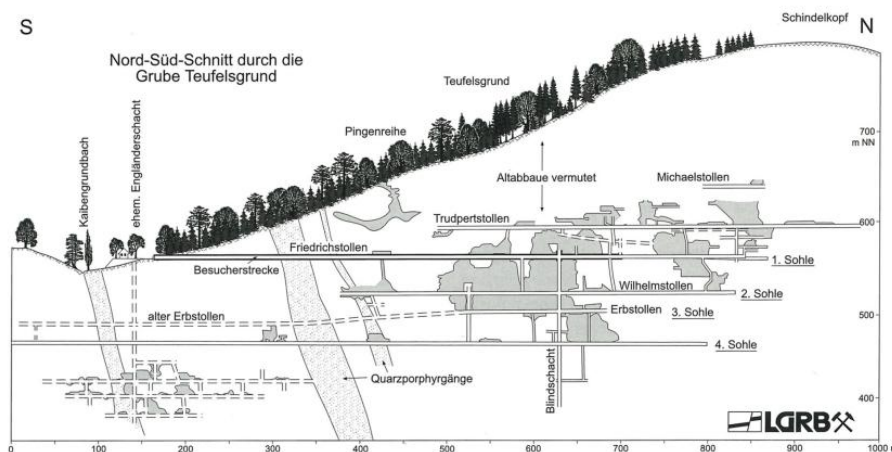 S
Schindelkopf
N
Nord-Süd-Schnitt durch die
Grube Teufelsgrund
Teufelsgrund
Pingenreihe
Kaibengrundbach
ehem. Engländerschacht
700
m NN
Altabbaue vermutet
Michaelstollen
Trudpertstollen
600
Friedrichstollen
Besucherstrecke
1. Sohle
Wilhelmstollen
2. Sohle
alter Erbstollen
Erbstollen
3. Sohle
500
4. Sohle
Quarzporphyrgänge
Blindschacht
400
LGRB
0
100
200
300
400
500
600
700
800
900
1000 m